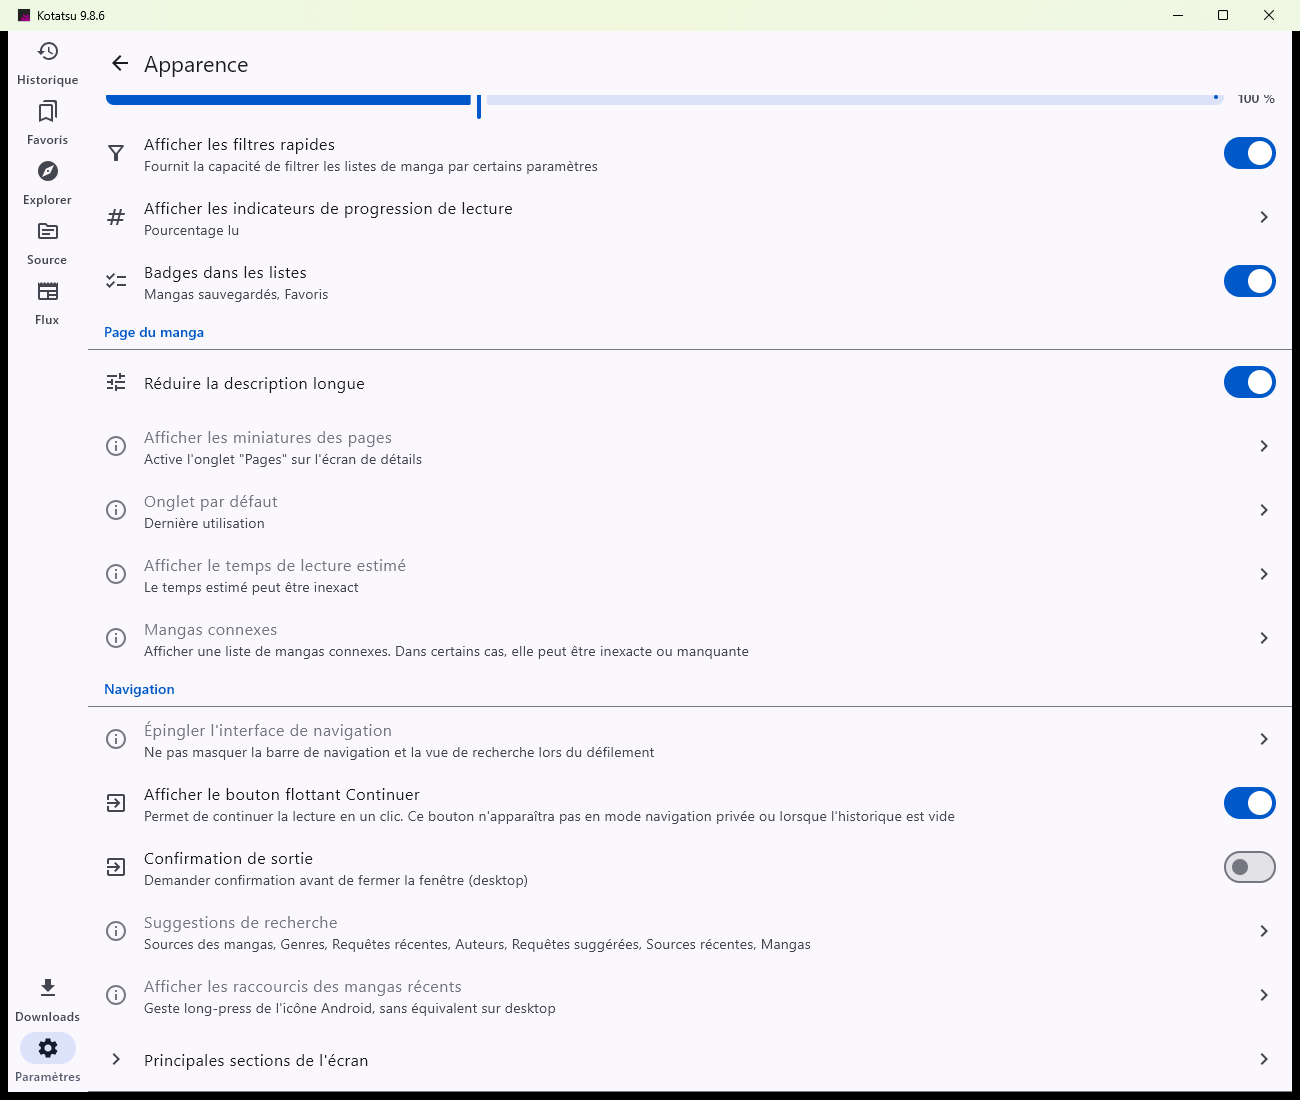 Kotatsu 9.8.6
Historique
Favoris
Explorer
Source
Flux
Downloads
Paramètres
Apparence
100 %
Afficher les filtres rapides
Fournit la capacité de filtrer les listes de manga par certains paramètres
Afficher les indicateurs de progression de lecture
Pourcentage lu
Badges dans les listes
Mangas sauvegardés, Favoris
Page du manga
Réduire la description longue
Afficher les miniatures des pages
Active l'onglet "Pages" sur l'écran de détails
Onglet par défaut
Dernière utilisation
Afficher le temps de lecture estimé
Le temps estimé peut être inexact
Mangas connexes
Afficher une liste de mangas connexes. Dans certains cas, elle peut être inexacte ou manquante
Navigation
Épingler l'interface de navigation
Ne pas masquer la barre de navigation et la vue de recherche lors du défilement
Afficher le bouton flottant Continuer
Permet de continuer la lecture en un clic. Ce bouton n'apparaîtra pas en mode navigation privée ou lorsque l'historique est vide
Confirmation de sortie
Demander confirmation avant de fermer la fenêtre (desktop)
Suggestions de recherche
Sources des mangas, Genres, Requêtes récentes, Auteurs, Requêtes suggérées, Sources récentes, Mangas
Afficher les raccourcis des mangas récents
Geste long-press de l'icône Android, sans équivalent sur desktop
Principales sections de l'écran